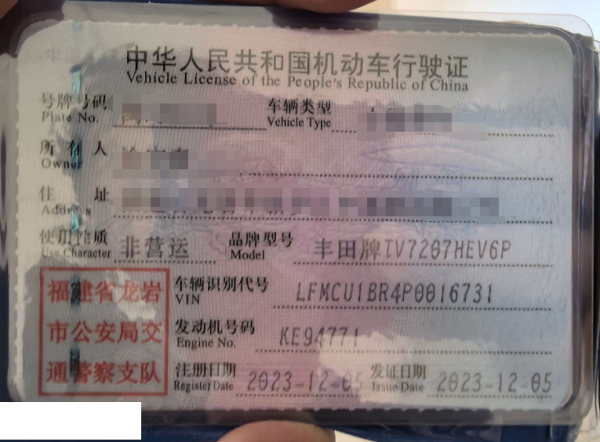 中华人民共和国机动车行驶证
Vehicle License of the People's Republic of China
号牌号码 车辆类型
Plate No. Vehicle Type
所有人
Owner
住址
Address
使用性质 非营运 品牌型号 丰田牌TV7207HEV6P
Use Character Model
福建省龙岩 车辆识别代号 LFMCU1BR4P0016731
VIN
市公安局交 发动机号码 KE94771
Engine No.
通警察支队 注册日期 2023-12-05 发证日期 2023-12-05
Register Date Issue Date